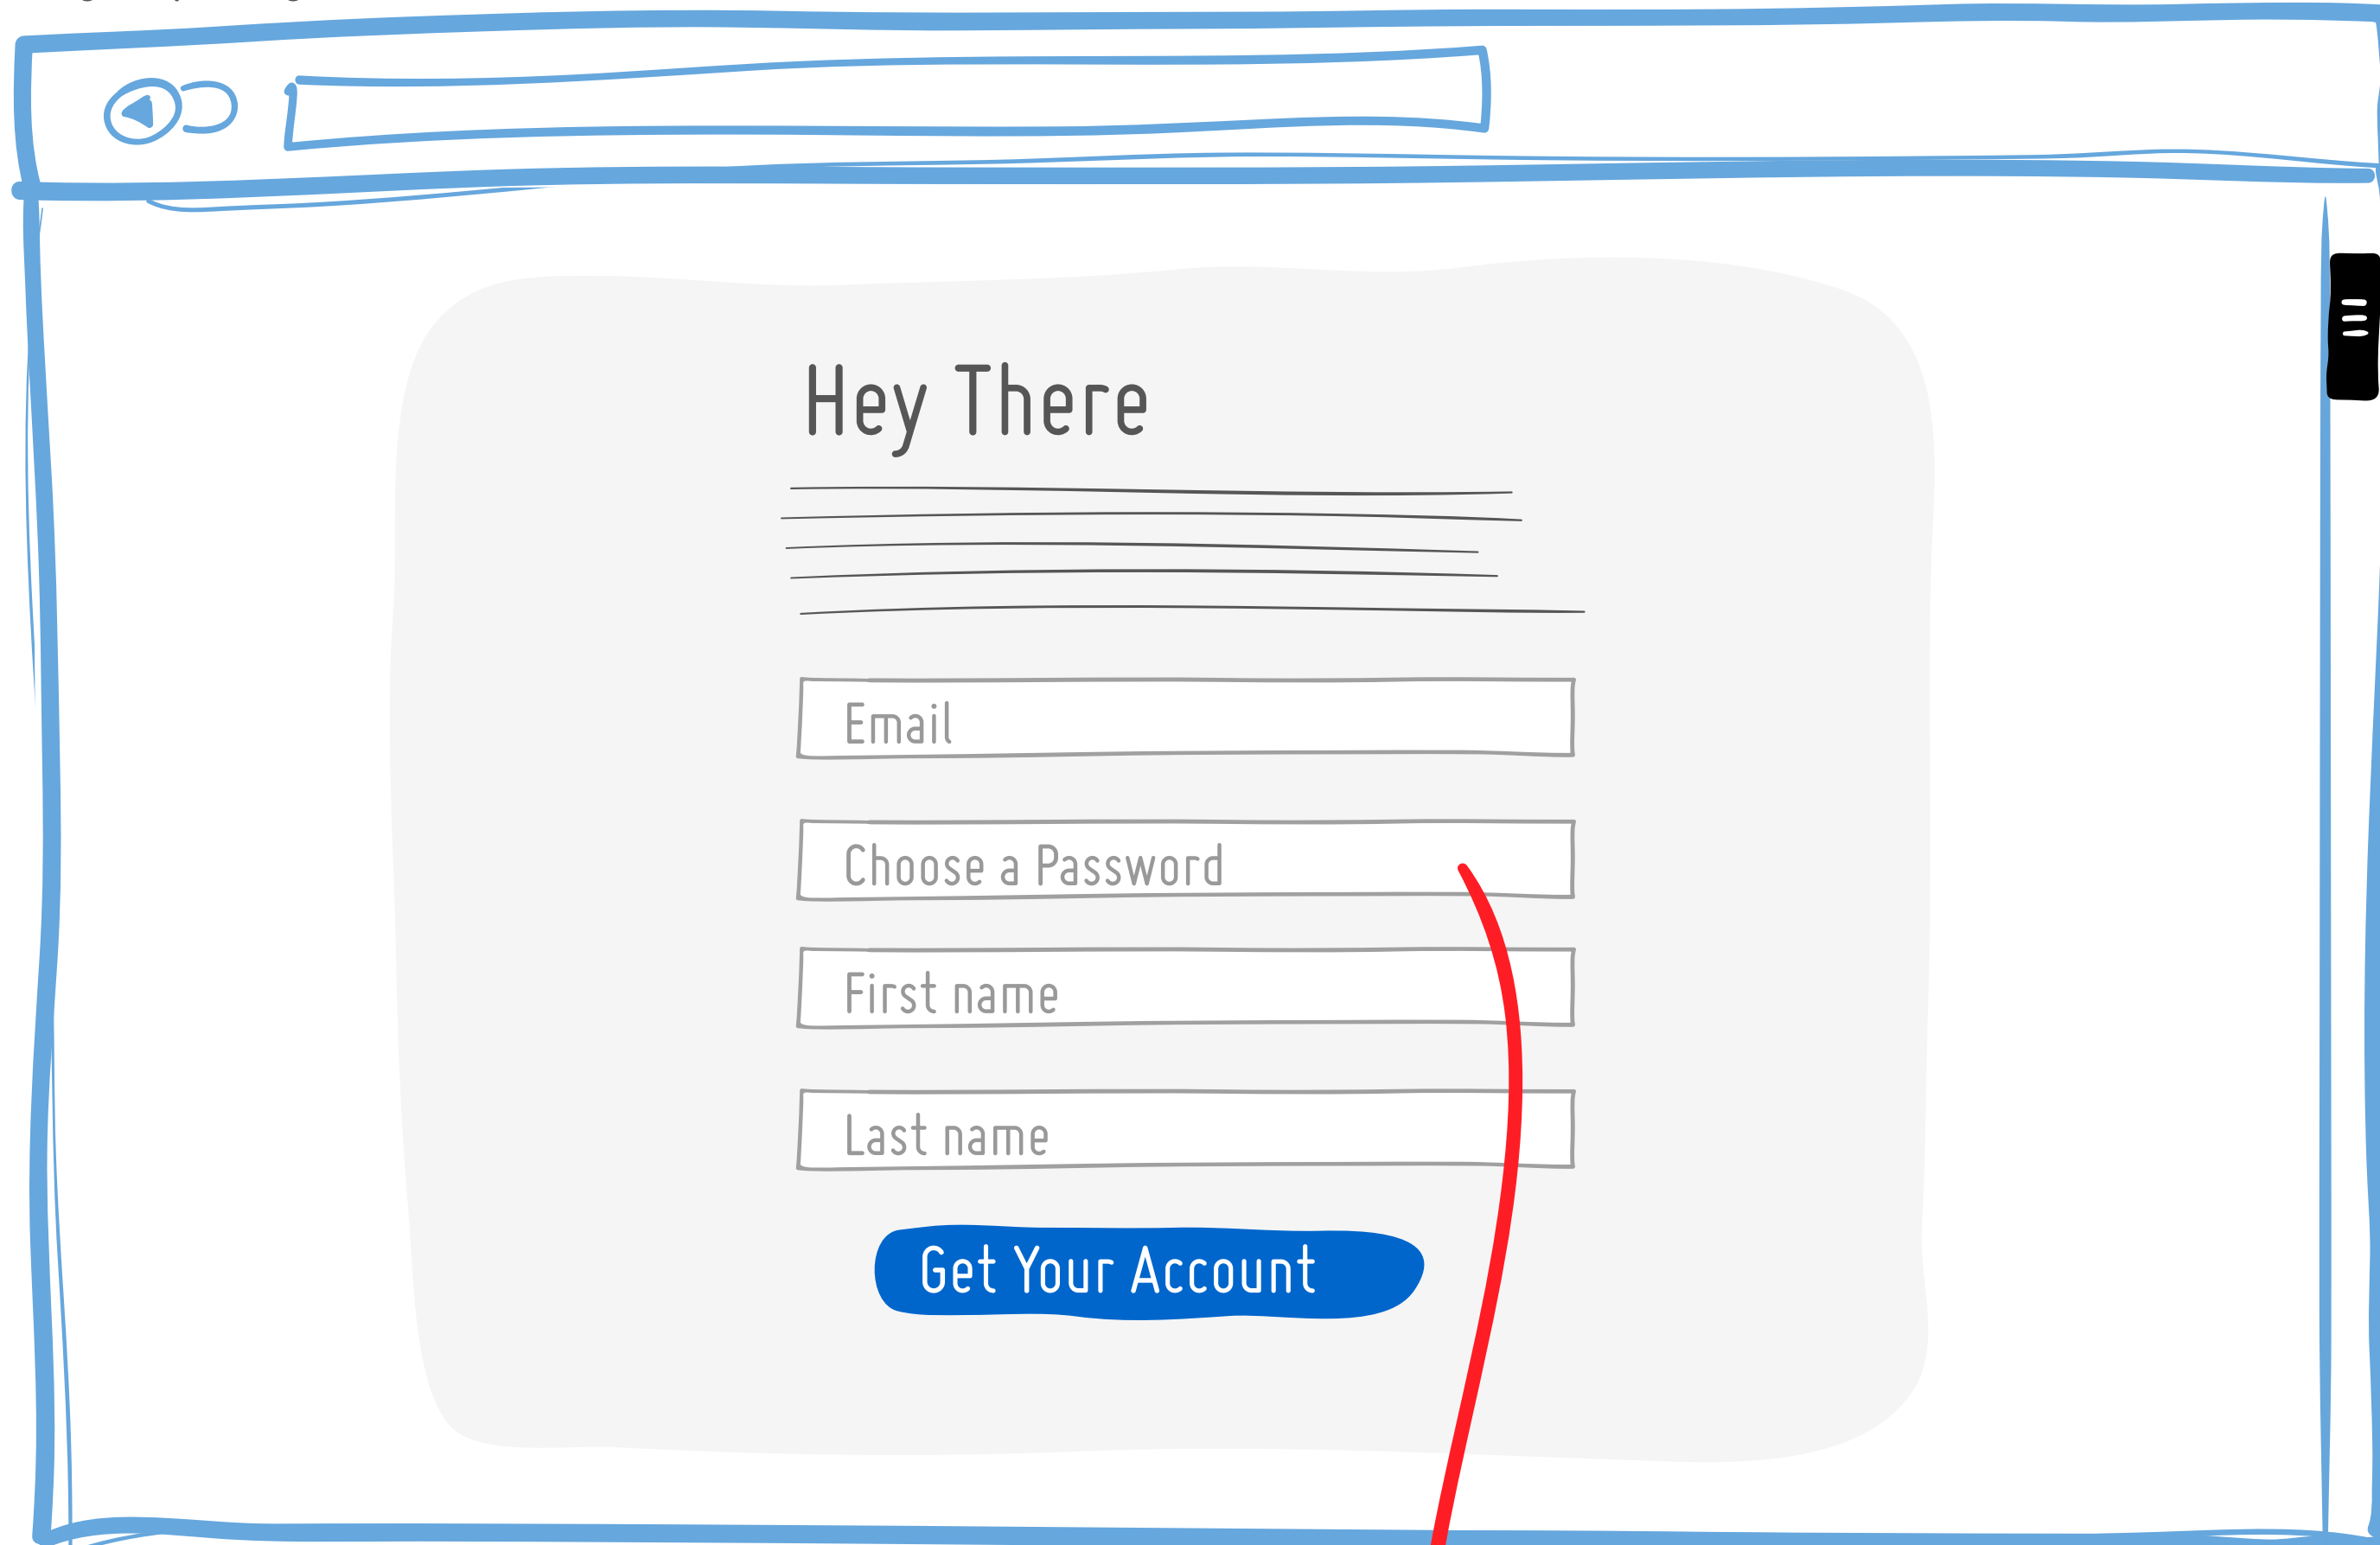 Hey There
Email
Choose a Password
First name
Last name
Get Your Account